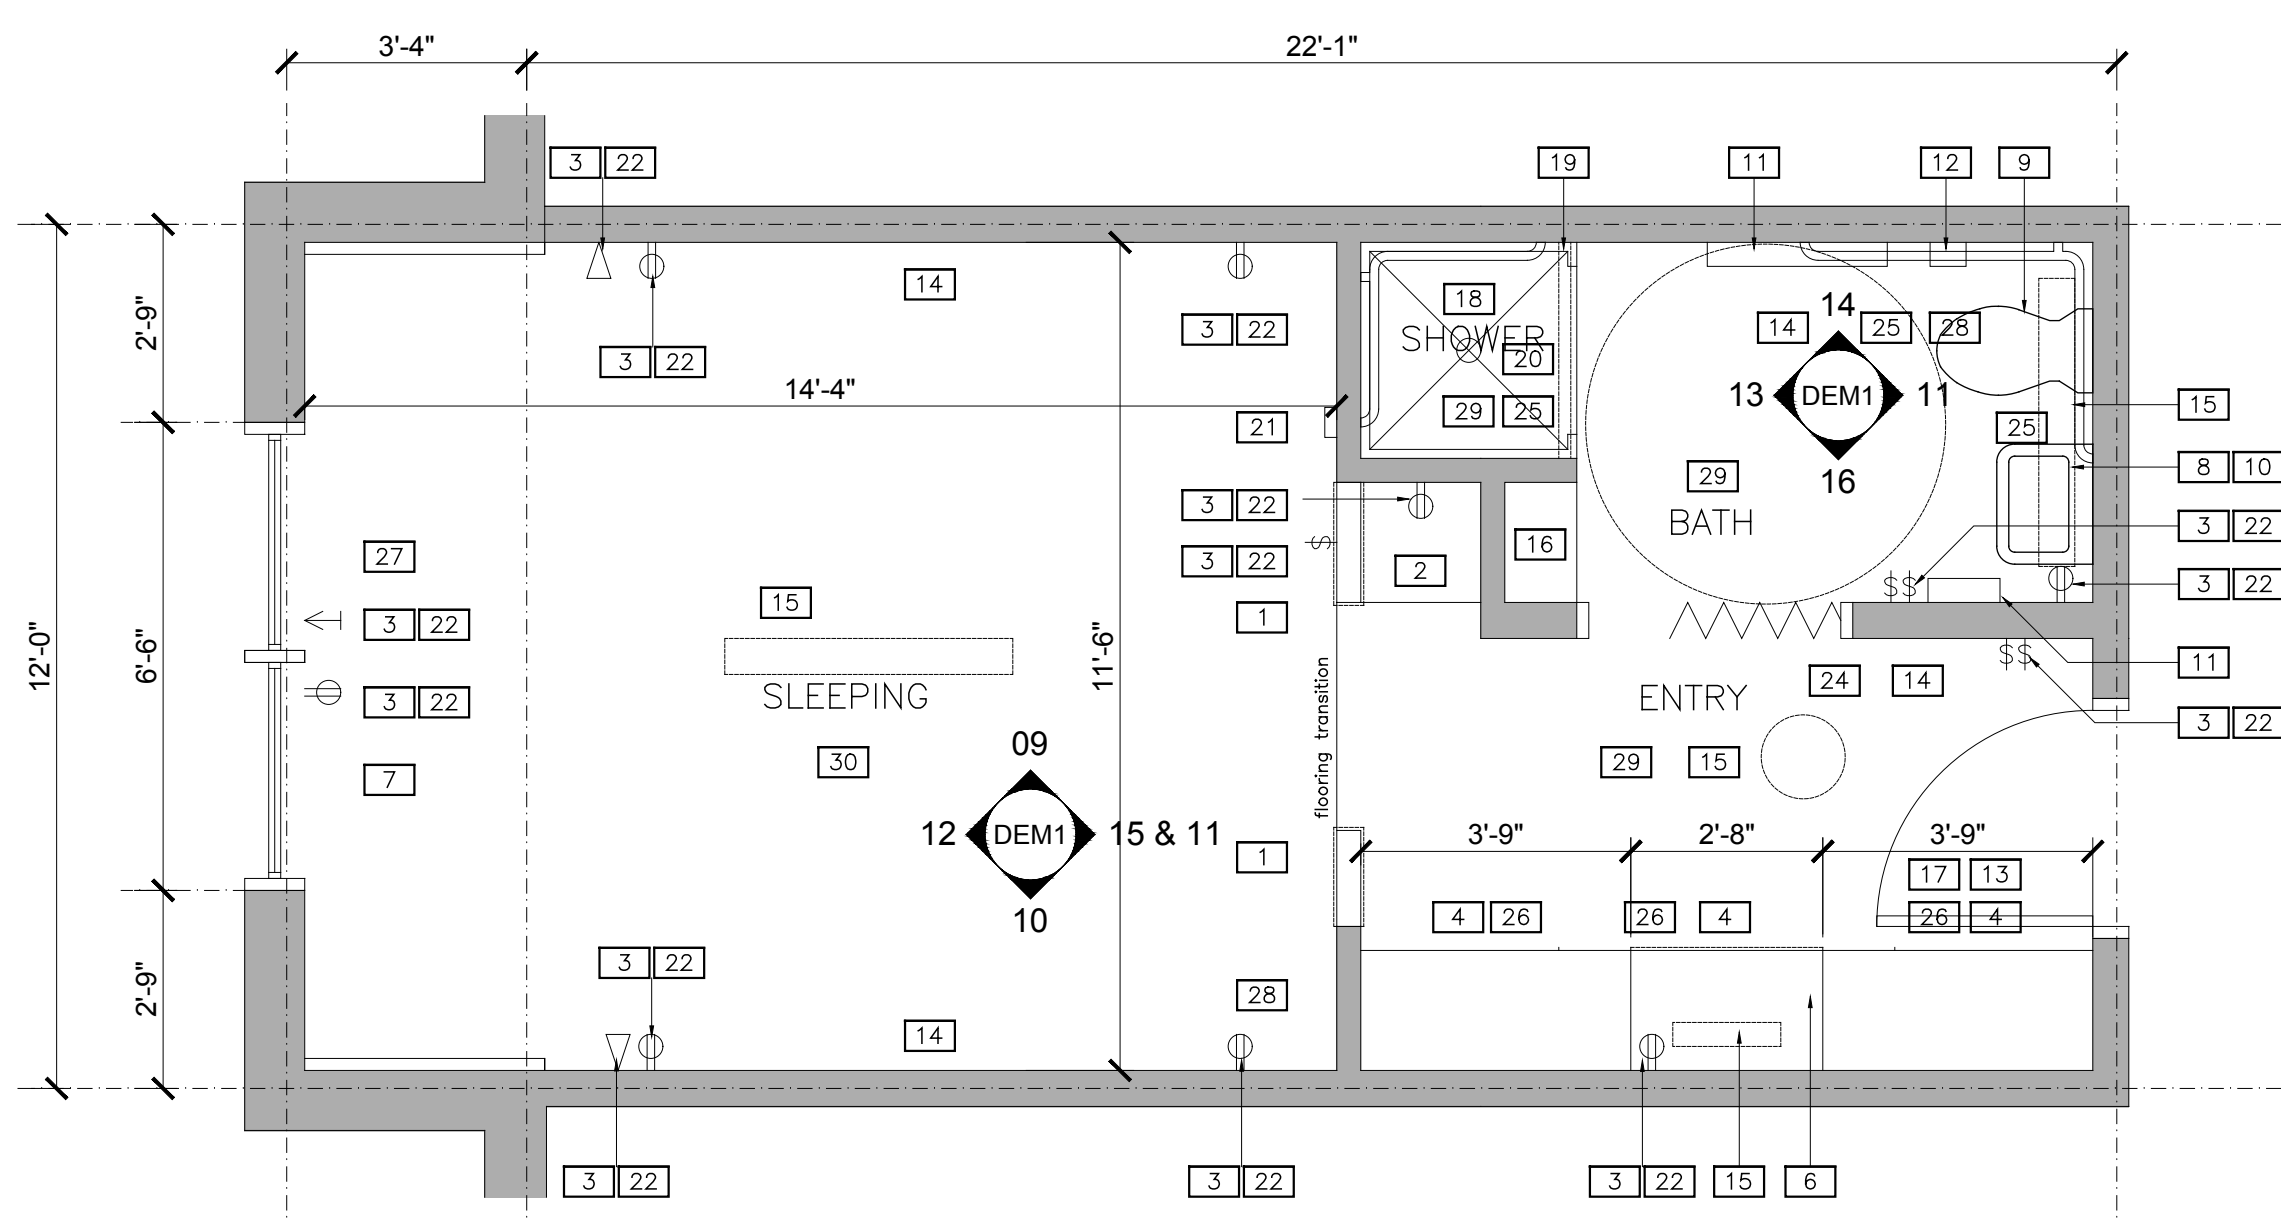 3'-4" 22'-1"
3 22 19 11 12 9
14
3 22
18 14 14 25 28
SHOWER
20
2'-9"
3 22
14'-4"
13 DEM1 11
15
21 29 25 25
29 16 8 10
3 22
BATH 3 22
27 3 22 2 16
3 22
15
1
3 22
12'-0" 6'-6" 11'-6"
flooring transition
$ $$ $$
24 14 11
SLEEPING ENTRY
3 22
3 22
09
30 29 15
7
12 DEM1 15 & 11
3'-9" 2'-8" 3'-9"
1
17 13
10 4 26 26 4 26 4
3 22
2'-9"
28
14
3 22 3 22 3 22 15 6